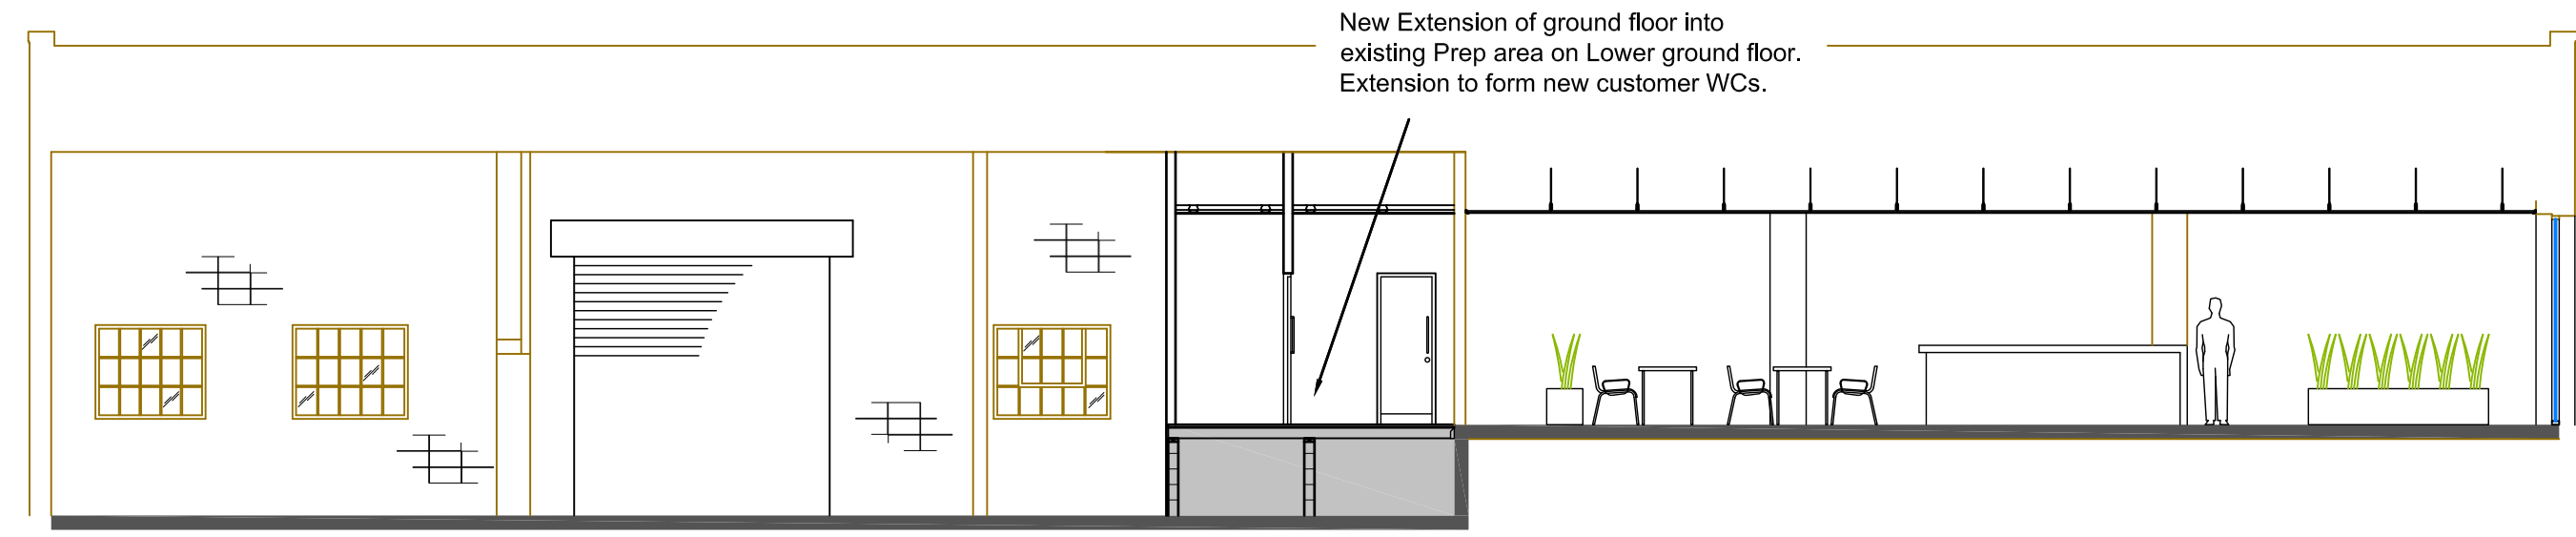 New Extension of ground floor into
existing Prep area on Lower ground floor.
Extension to form new customer WCs.